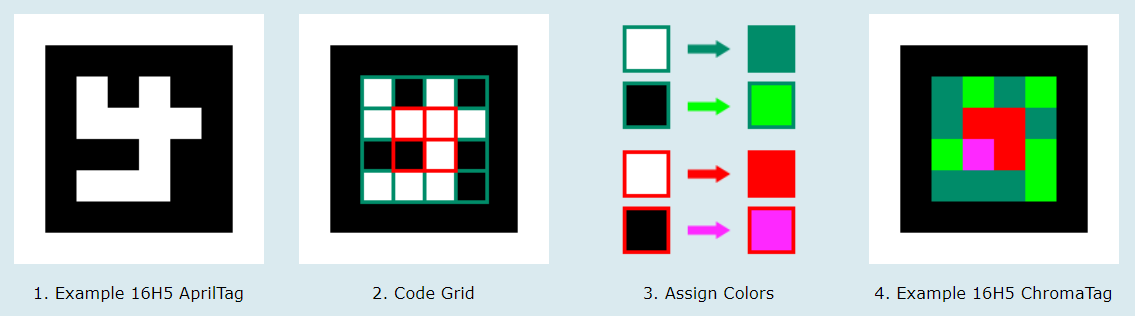 1. Example 16H5 AprilTag
2. Code Grid
3. Assign Colors
4. Example 16H5 ChromaTag